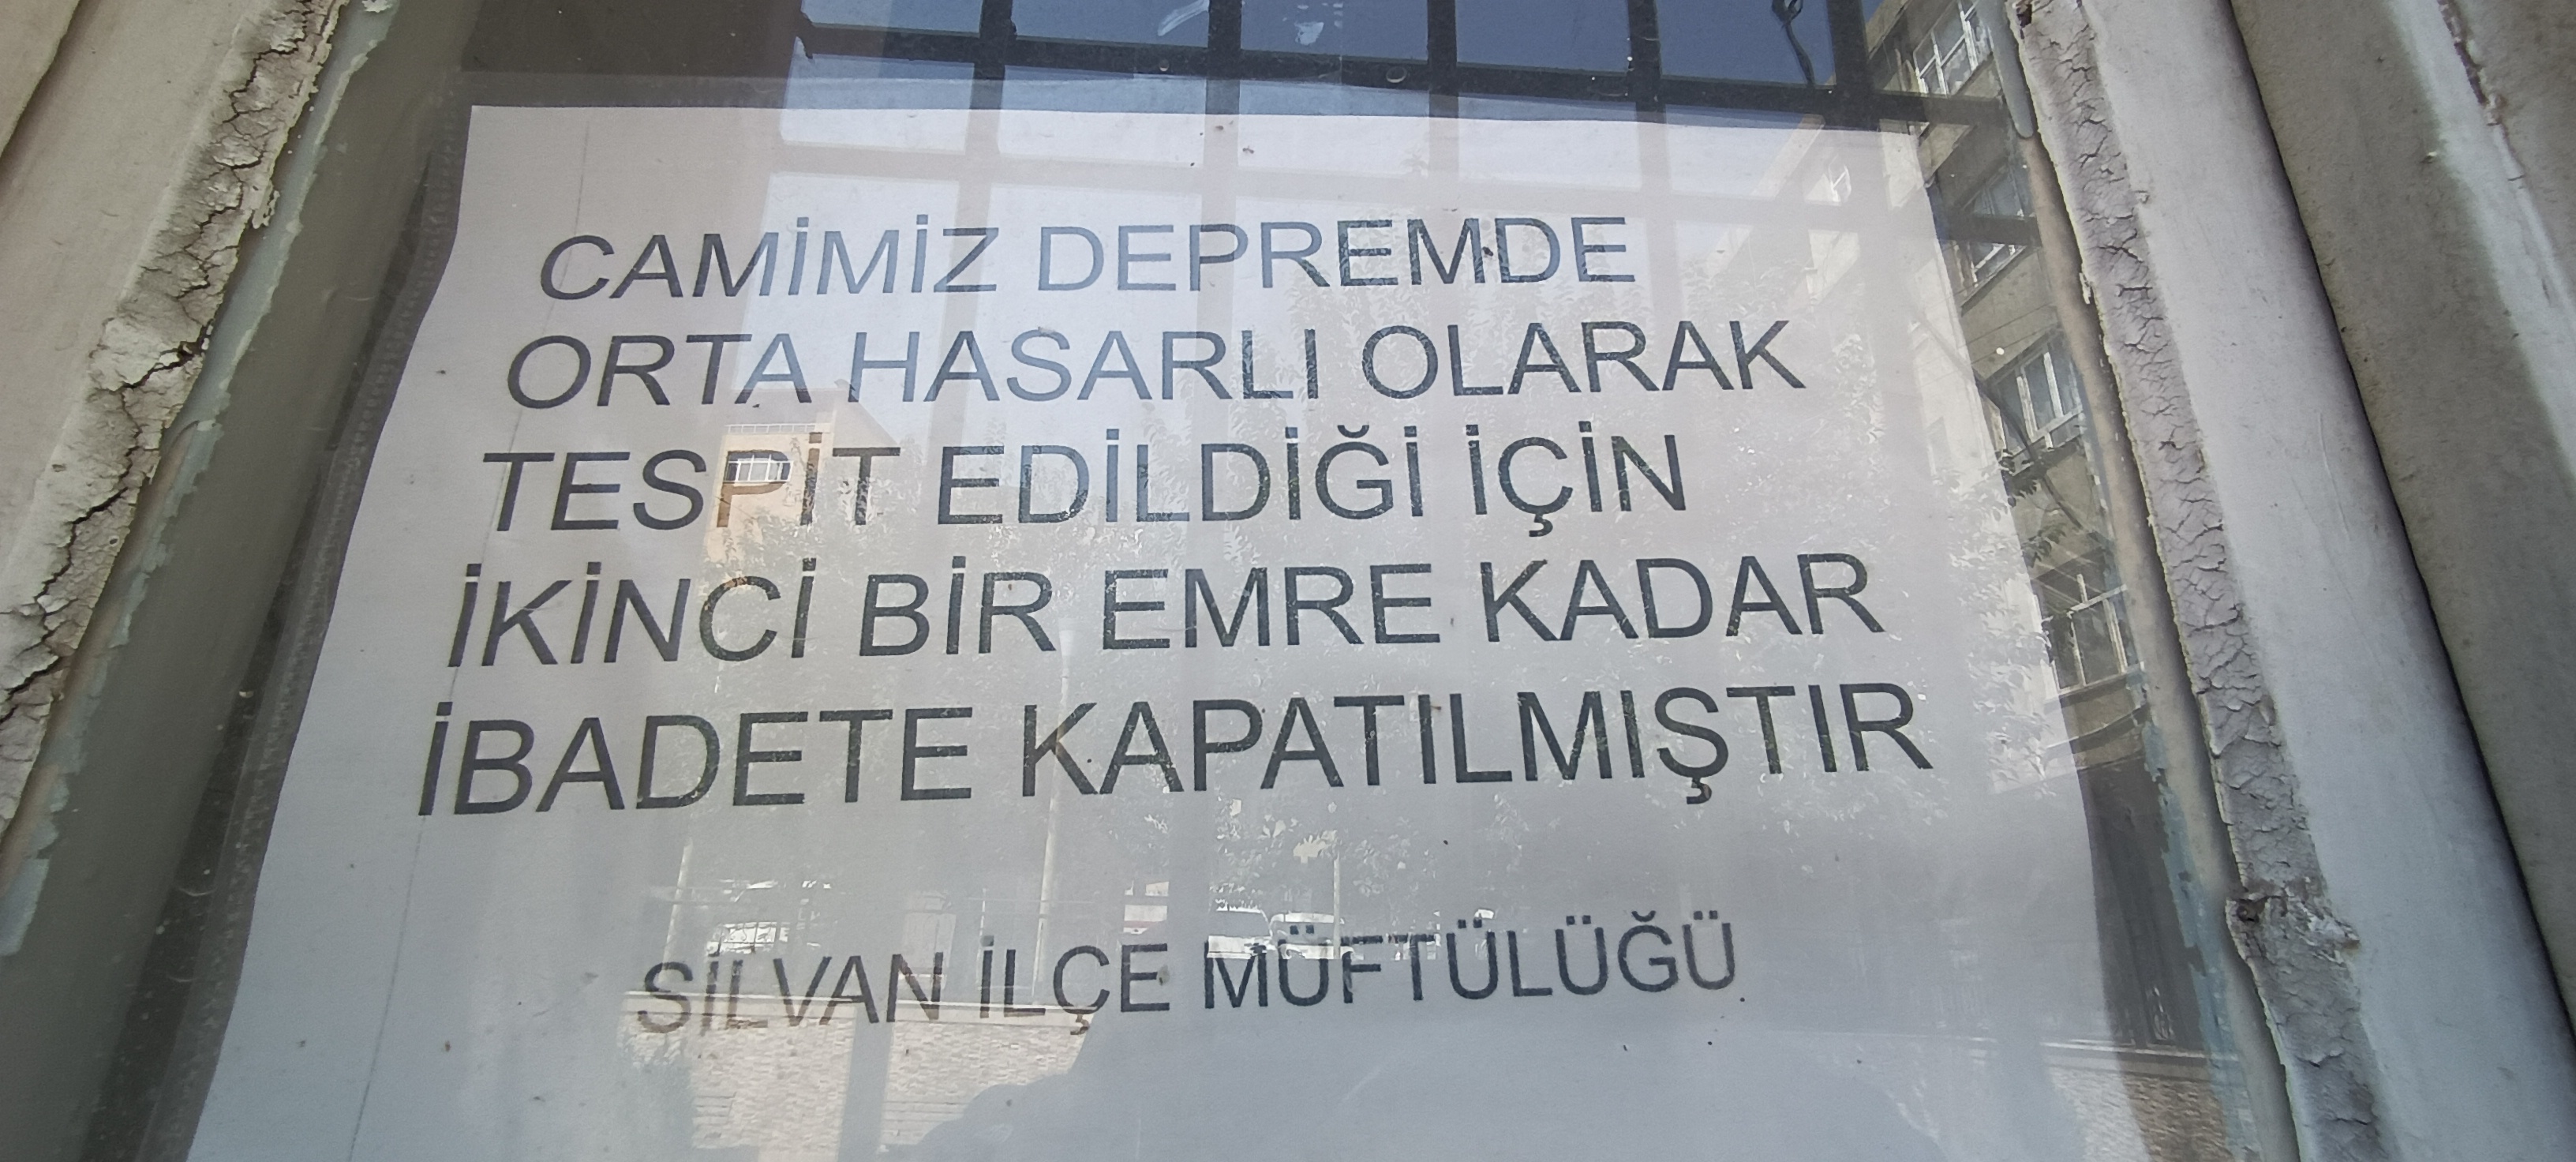 CAMİMİZ DEPREMDE
ORTA HASARLI OLARAK
TESPİT EDİLDİĞİ İÇİN
İKİNCİ BİR EMRE KADAR
İBADETE KAPATILMIŞTIR
SİLVAN İLÇE MÜFTÜLÜĞÜ